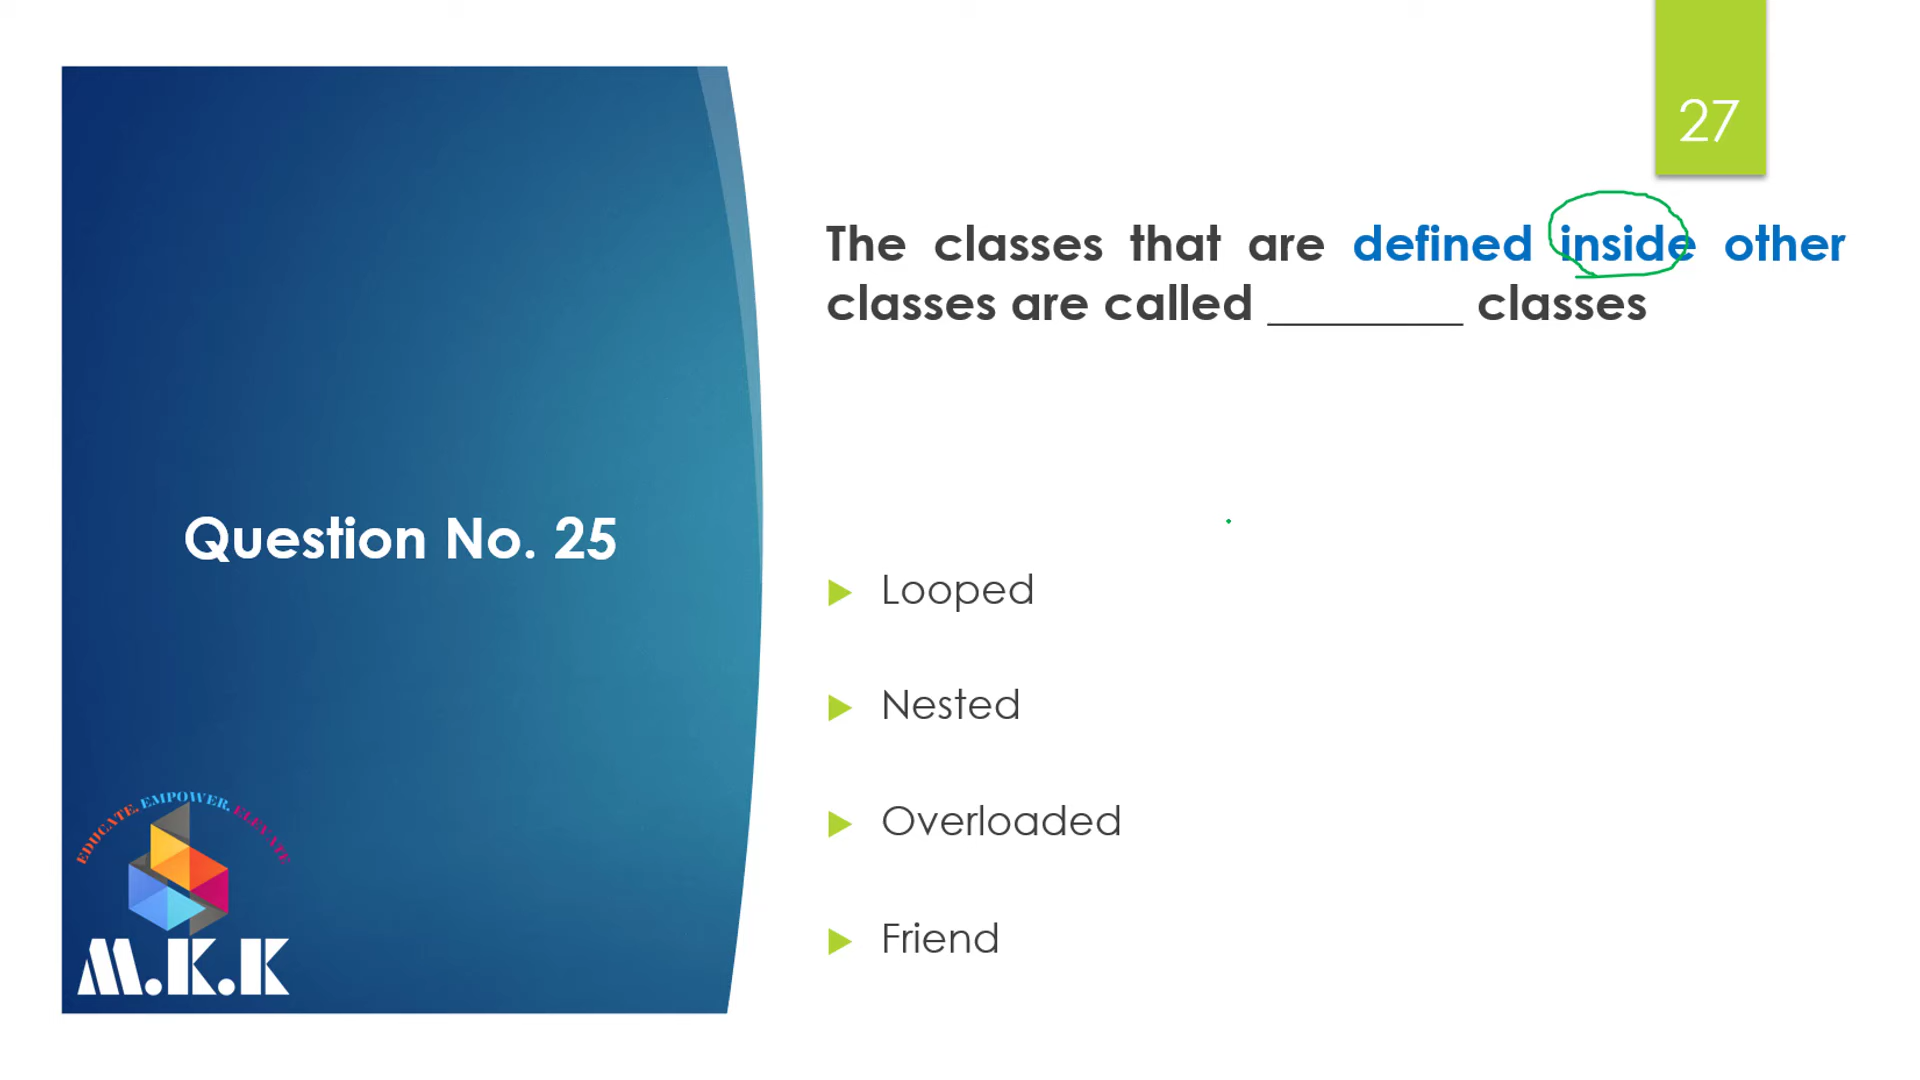 27
The classes that are defined inside other
classes are called ________ classes
Question No. 25
Looped
Nested
Overloaded
Friend
EDUCATE. EMPOWER. ELEVATE
M.K.K